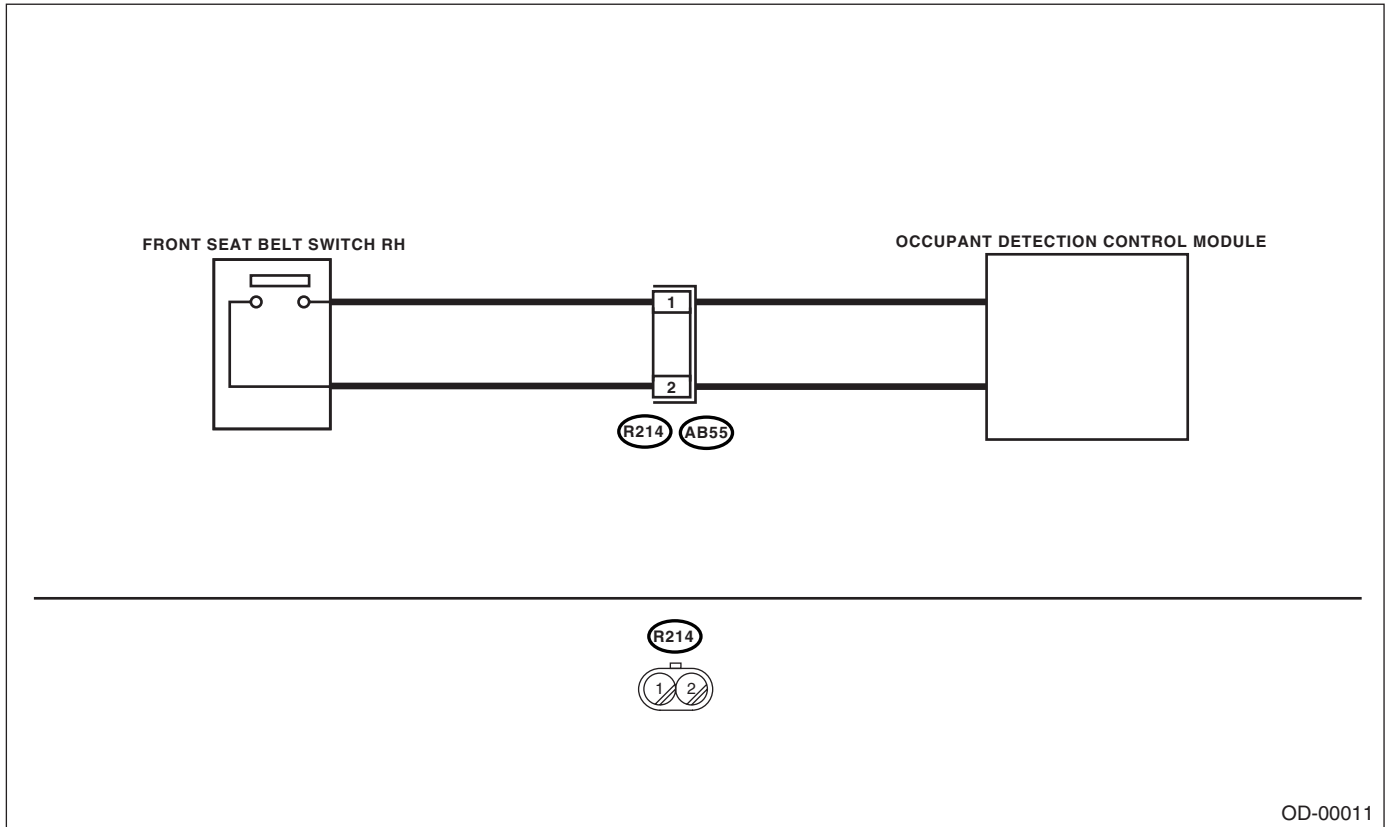 FRONT SEAT BELT SWITCH RH
OCCUPANT DETECTION CONTROL MODULE
1
2
R214 AB55
R214
1 2
OD-00011